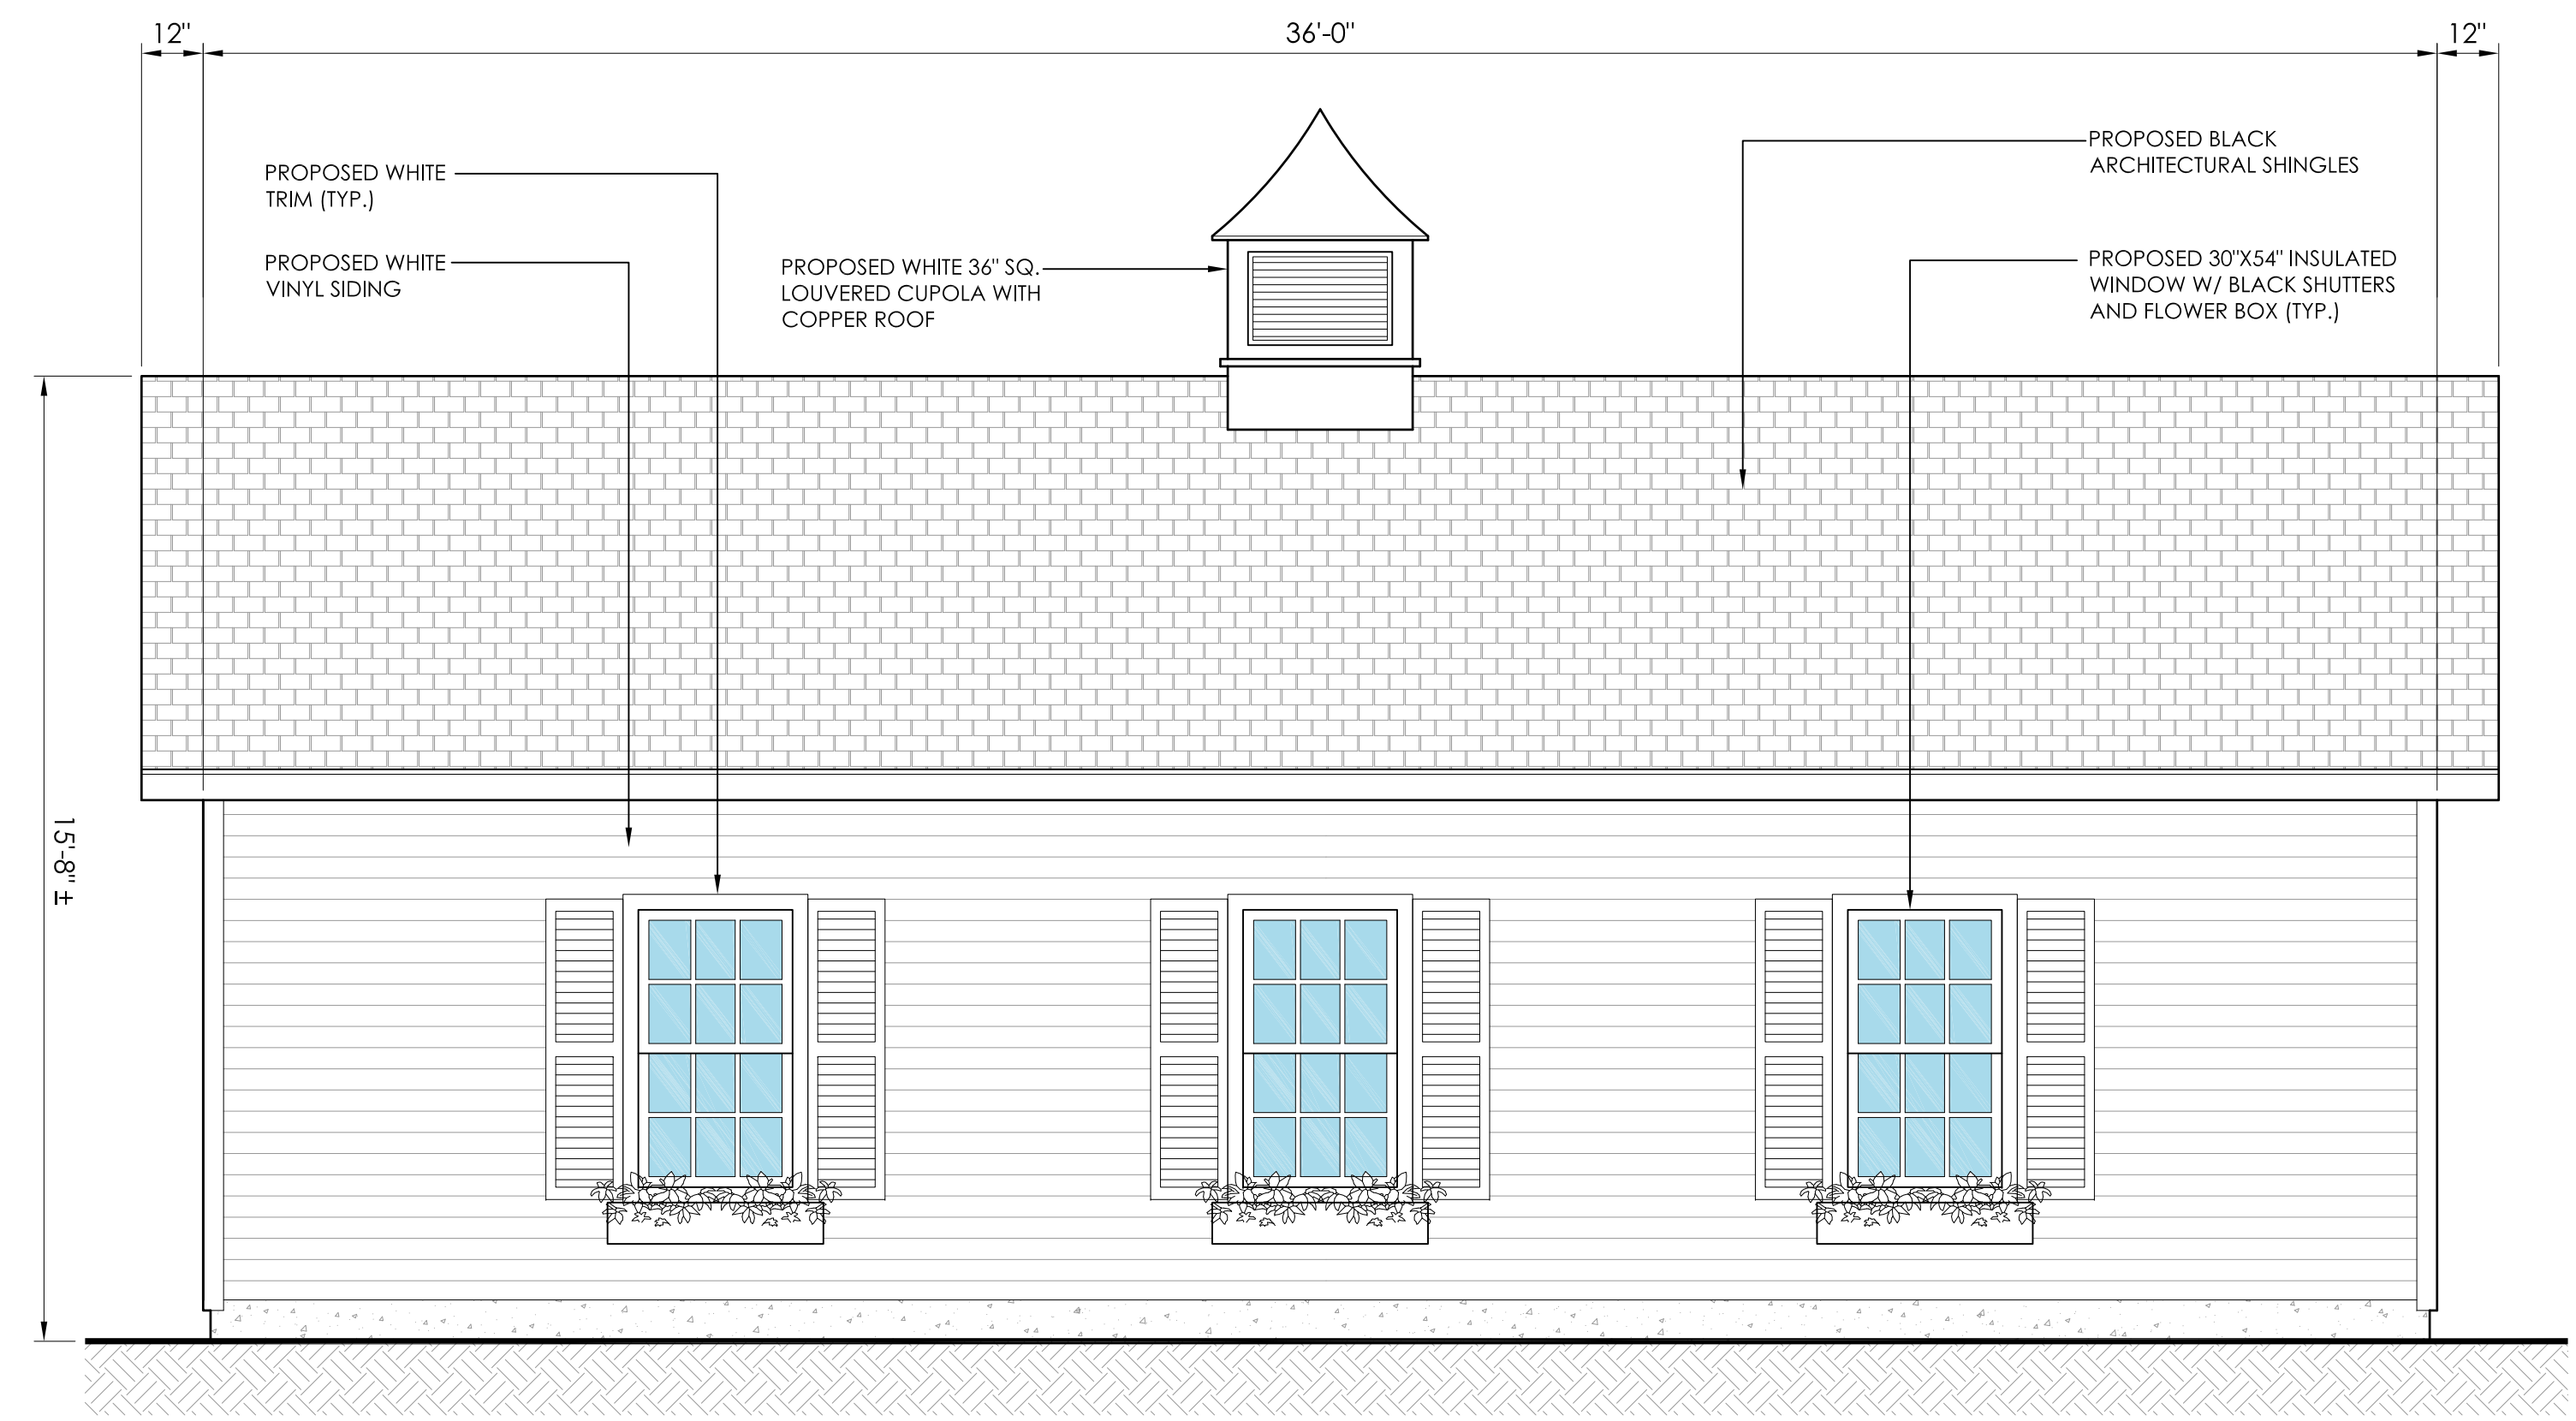 12"
36'-0"
12"
PROPOSED WHITE
TRIM (TYP.)
PROPOSED WHITE
VINYL SIDING
PROPOSED WHITE 36" SQ.
LOUVERED CUPOLA WITH
COPPER ROOF
PROPOSED BLACK
ARCHITECTURAL SHINGLES
PROPOSED 30"X54" INSULATED
WINDOW W/ BLACK SHUTTERS
AND FLOWER BOX (TYP.)
15'-8" ±